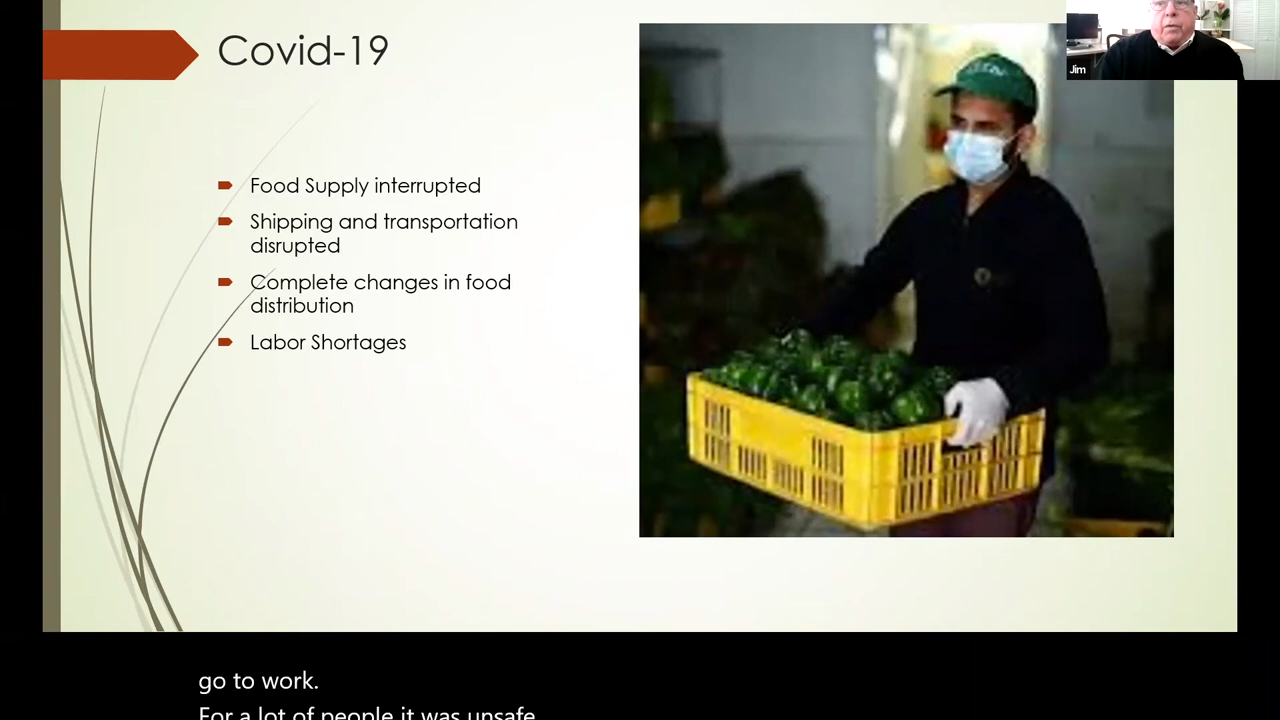 Covid-19
Jim
Food Supply interrupted
Shipping and transportation
disrupted
Complete changes in food
distribution
Labor Shortages
go to work.
For a lot of people it was unsafe